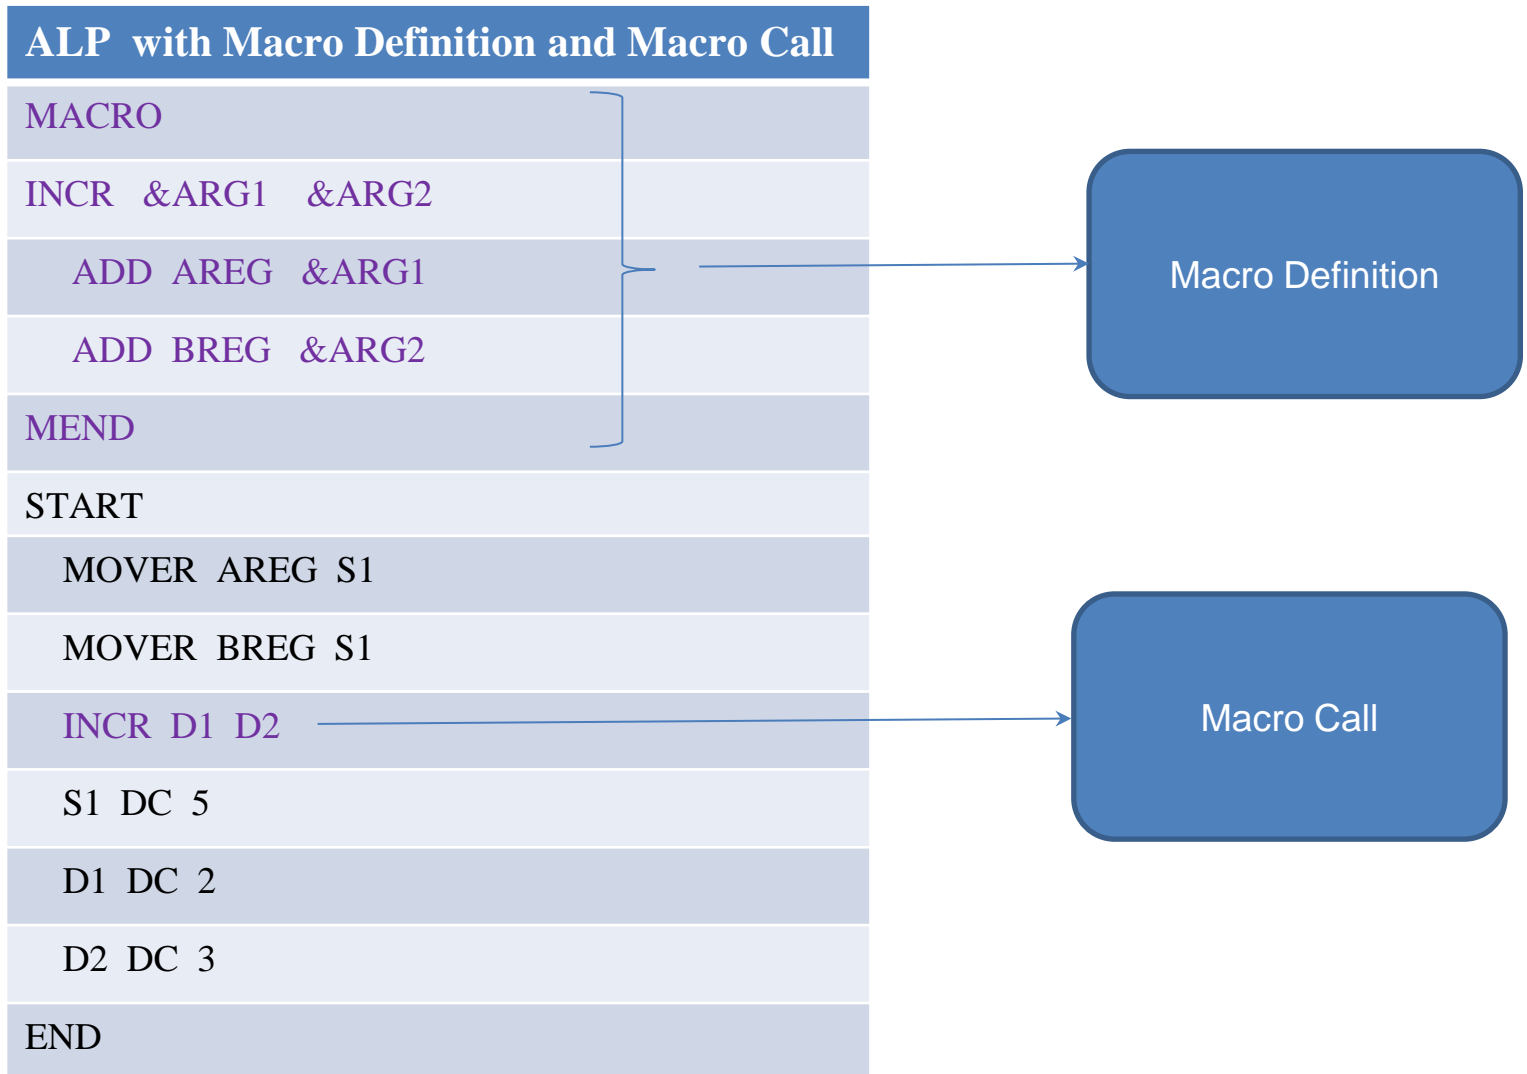 ALP with Macro Definition and Macro Call
MACRO
INCR &ARG1 &ARG2
ADD AREG &ARG1
ADD BREG &ARG2
MEND
START
MOVER AREG S1
MOVER BREG S1
INCR D1 D2
S1 DC 5
D1 DC 2
D2 DC 3
END
Macro Definition
Macro Call